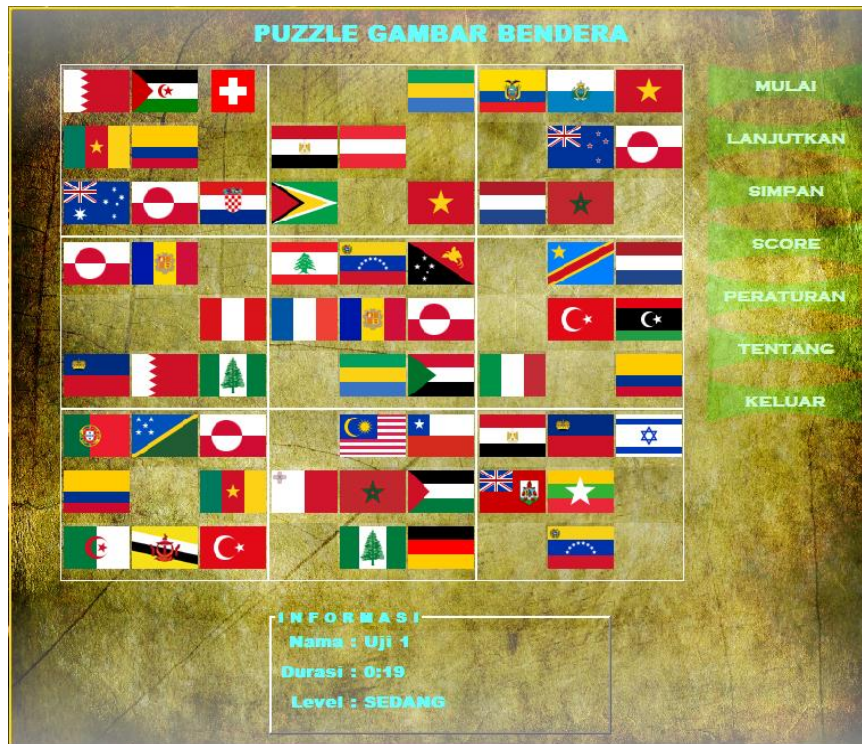 PUZZLE GAMBAR BENDERA
MULAI
LANJUTKAN
SIMPAN
SCORE
PERATURAN
TENTANG
KELUAR
INFORMASI
Nama : Uji 1
Durasi : 0:19
Level : SEDANG